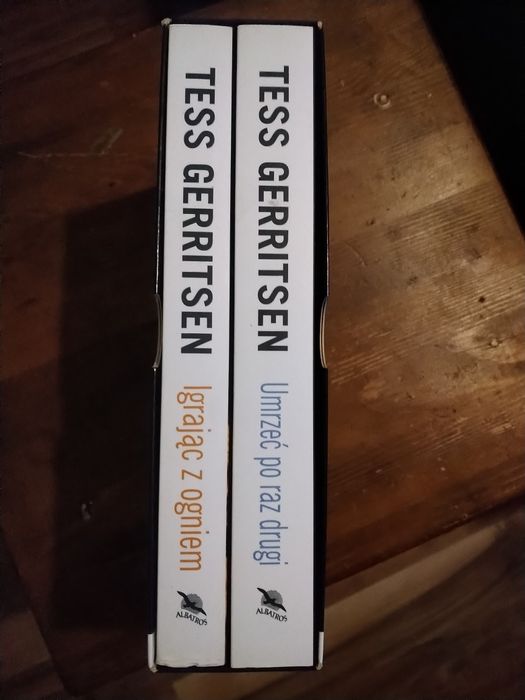 TESS GERRITSEN
Igrając z ogniem
ALBATROS
TESS GERRITSEN
Umrzeć po raz drugi
ALBATROS